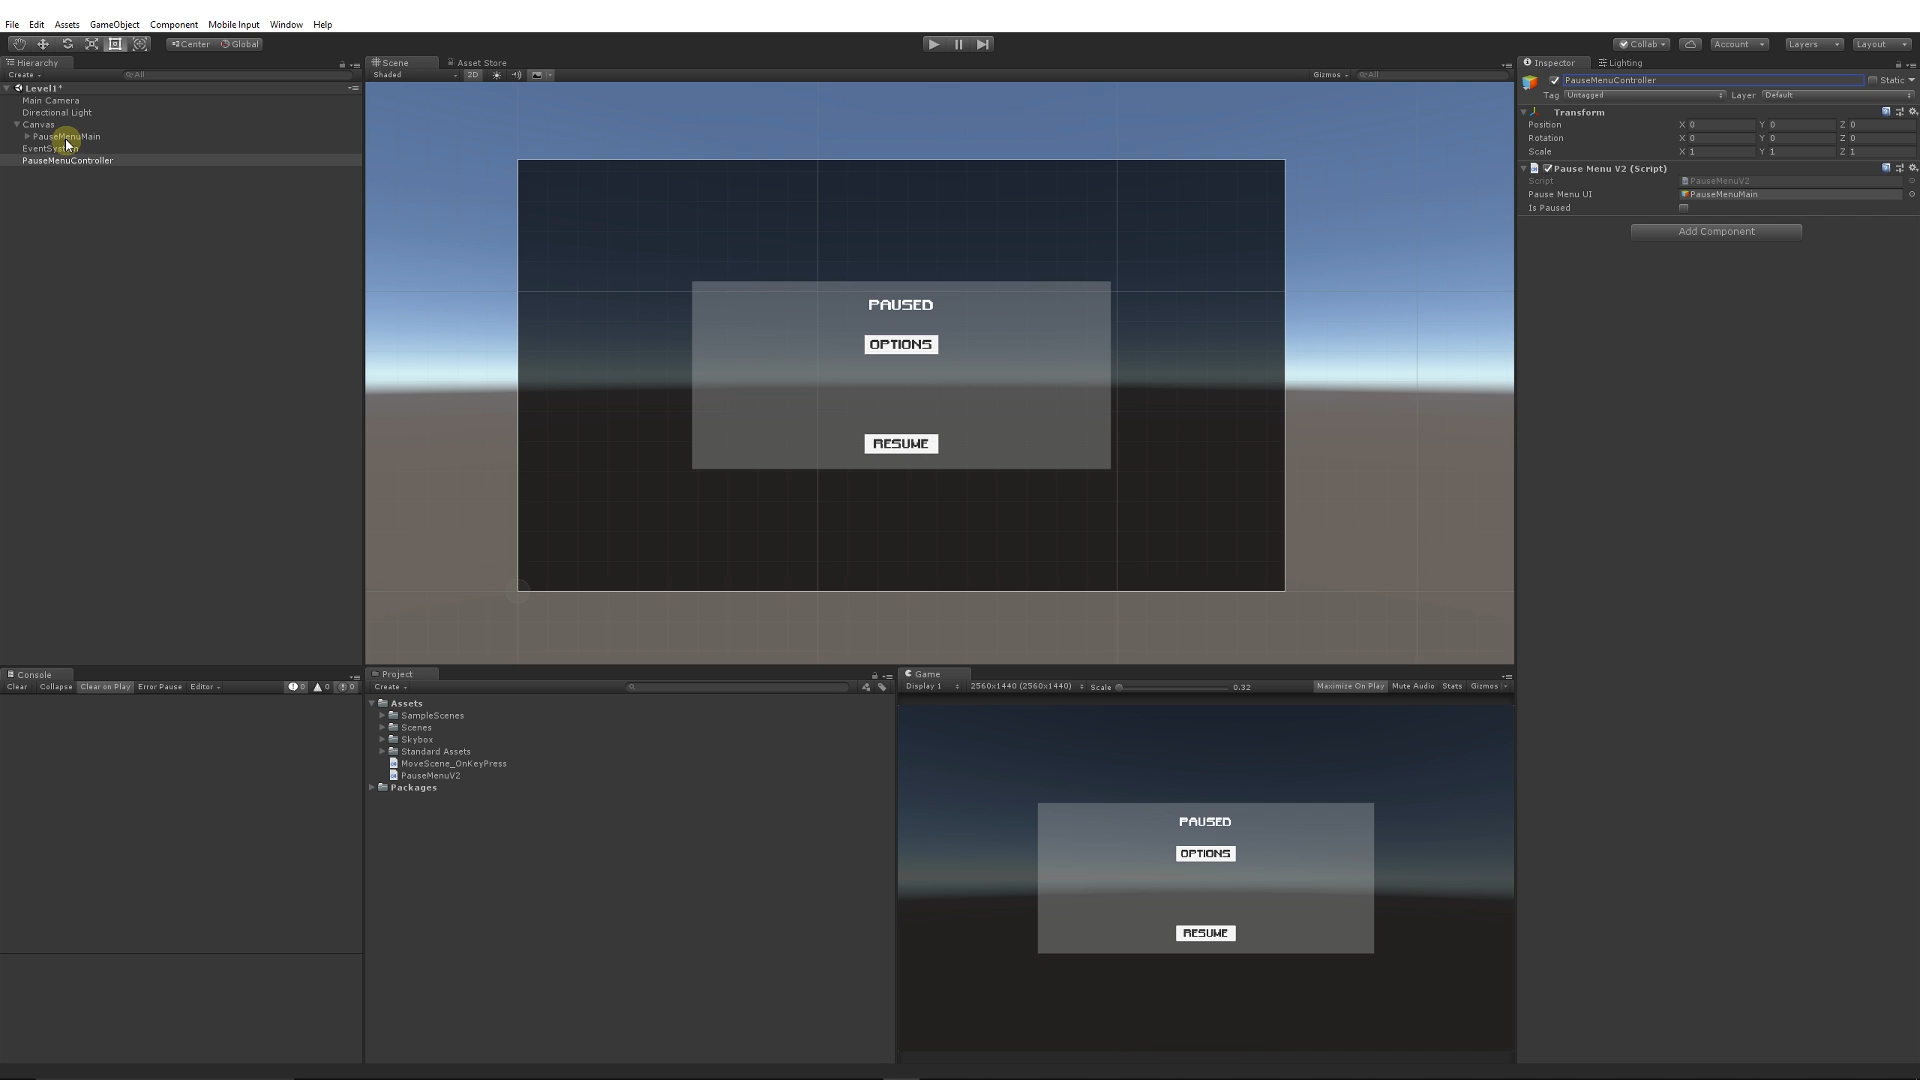 File Edit Assets GameObject Component Mobile Input Window Help
Center Global
Collab Account Layers Layout
Hierarchy
Create All
Level1*
Main Camera
Directional Light
Canvas
PauseMenuMain
EventSystem
PauseMenuController
Scene Asset Store
Shaded 2D Gizmos All
PAUSED
OPTIONS
RESUME
Inspector Lighting
PauseMenuController Static
Tag Untagged Layer Default
Transform
Position X 0 Y 0 Z 0
Rotation X 0 Y 0 Z 0
Scale X 1 Y 1 Z 1
Pause Menu V2 (Script)
Script PauseMenuV2
Pause Menu UI PauseMenuMain
Is Paused
Add Component
Console
Clear Collapse Clear on Play Error Pause Editor 0 0 0
Project
Create
Assets
SampleScenes
Scenes
Skybox
Standard Assets
MoveScene_OnKeyPress
PauseMenuV2
Packages
Game
Display 1 2560x1440 (2560x1440) Scale 0.32 Maximize On Play Mute Audio Stats Gizmos
PAUSED
OPTIONS
RESUME